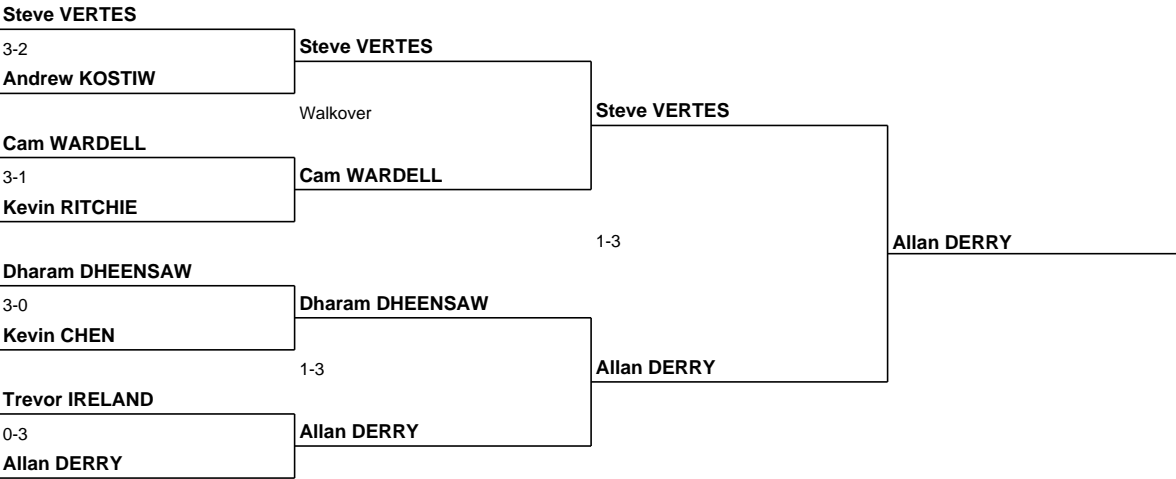 Steve VERTES
3-2
Andrew KOSTIW
Cam WARDELL
3-1
Kevin RITCHIE
Dharam DHEENSAW
3-0
Kevin CHEN
Trevor IRELAND
0-3
Allan DERRY
Steve VERTES
Walkover
Cam WARDELL
Dharam DHEENSAW
1-3
Allan DERRY
Steve VERTES
1-3
Allan DERRY
Allan DERRY